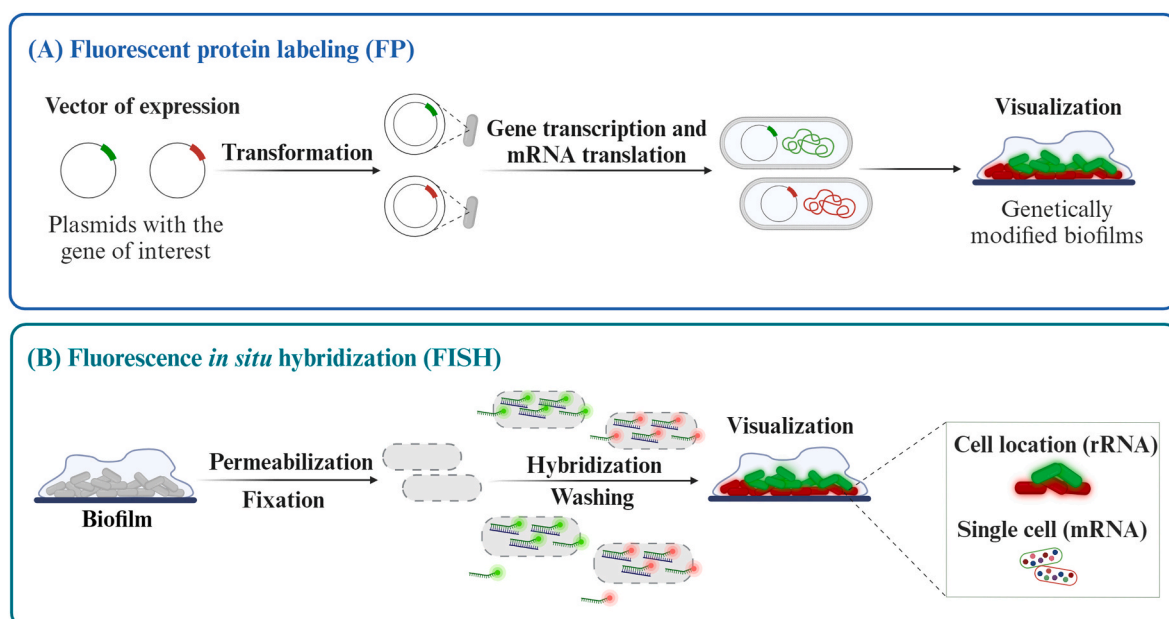 (A) Fluorescent protein labeling (FP)
Vector of expression
Plasmids with the
gene of interest
Transformation
Gene transcription and
mRNA translation
Visualization
Genetically
modified biofilms
(B) Fluorescence in situ hybridization (FISH)
Biofilm
Permeabilization
Fixation
Hybridization
Washing
Visualization
Cell location (rRNA)
Single cell (mRNA)